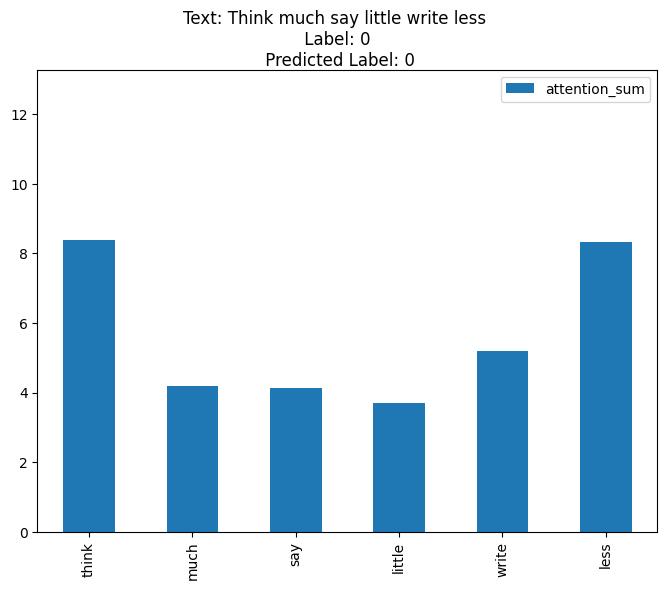 Text: Think much say little write less
Label: 0
Predicted Label: 0
attention_sum
12
10
8
6
4
2
0
think
much
say
little
write
less